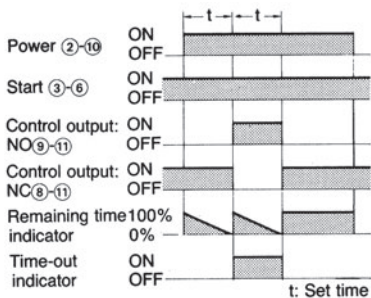 t t
Power ②-⑩ ON
OFF
Start ③-⑥ ON
OFF
Control output: ON
NO⑨-⑪ OFF
Control output: ON
NC⑧-⑪ OFF
Remaining time 100%
indicator 0%
Time-out ON
indicator OFF
t: Set time